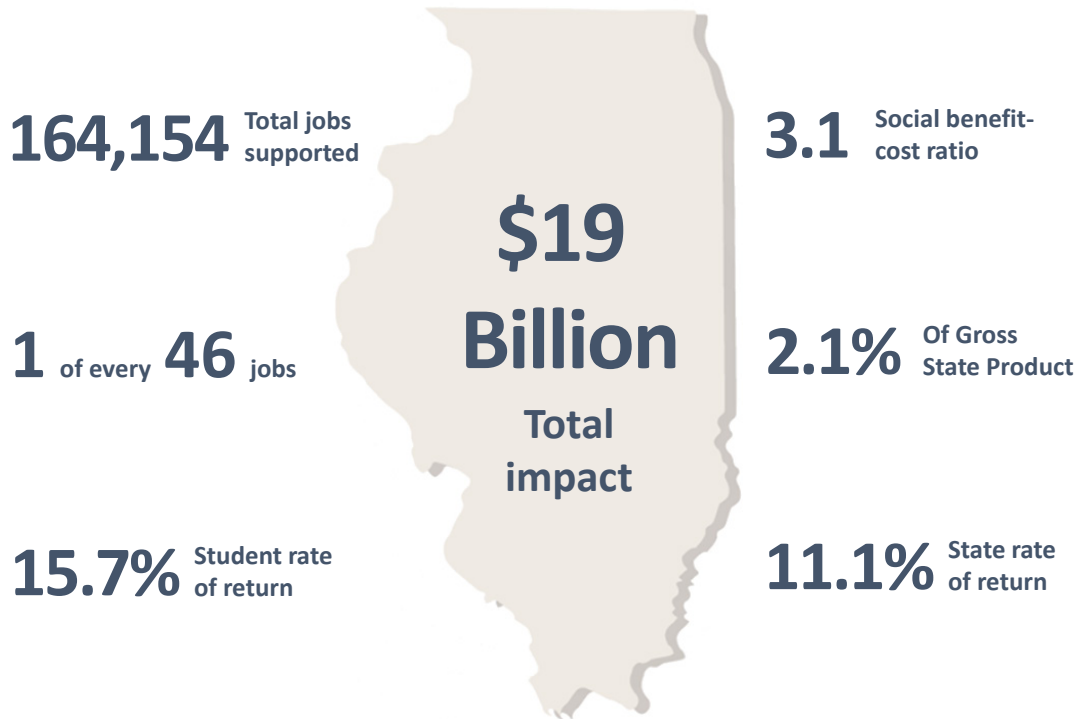 164,154 Total jobs
supported
1 of every 46 jobs
15.7% Student rate
of return
$19
Billion
Total
impact
3.1 Social benefit-
cost ratio
2.1% Of Gross
State Product
11.1% State rate
of return